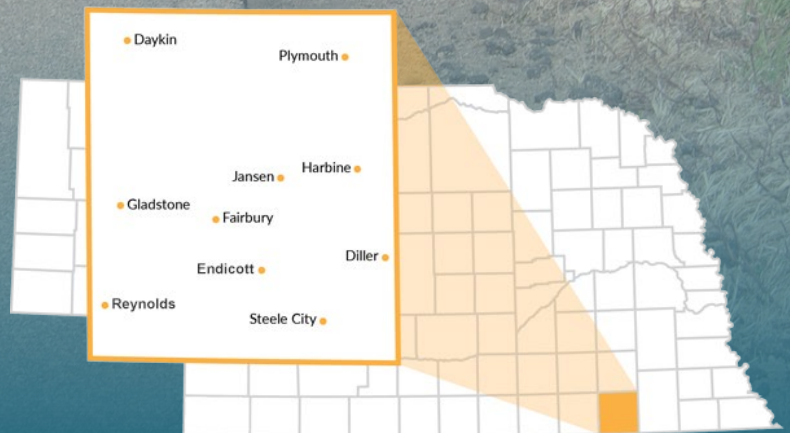 Daykin
Plymouth
Harbine
Jansen
Gladstone
Fairbury
Diller
Endicott
Reynolds
Steele City